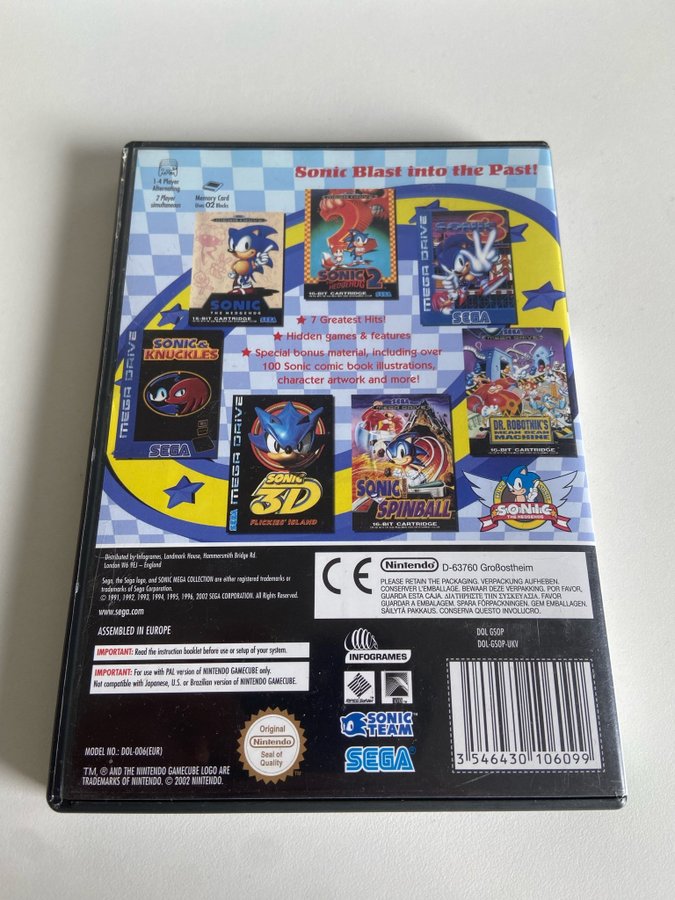 Sonic Blast into the Past!
1-4 Player
Alternating
2 Player
simultaneous
Memory Card
Uses 02 Blocks
SONIC
THE HEDGEHOG
16-BIT CARTRIDGE
2
SONIC
THE HEDGEHOG 2
16-BIT CARTRIDGE
MEGA DRIVE
SONIC 3
SEGA
★ 7 Greatest Hits!
★ Hidden games & features
★ Special bonus material, including over
100 Sonic comic book illustrations,
character artwork and more!
MEGA DRIVE
SONIC &
KNUCKLES
SEGA
SEGA
MEGA DRIVE
DR. ROBOTNIK'S
MEAN BEAN
MACHINE
16-BIT CARTRIDGE
SEGA MEGA DRIVE
SONIC
3D
FLICKIES' ISLAND
SEGA
SONIC
SPINBALL
16-BIT CARTRIDGE
SONIC
THE HEDGEHOG
Distributed by Infogrames, Landmark House, Hammersmith Bridge Rd.
London W6 9EJ – England
Sega, the Sega logo, and SONIC MEGA COLLECTION are either registered trademarks or
trademarks of Sega Corporation.
© 1991, 1992, 1993, 1994, 1995, 1996, 2002 SEGA CORPORATION. All Rights Reserved.
www.sega.com
ASSEMBLED IN EUROPE
IMPORTANT: Read the instruction booklet before use or setup of your system.
IMPORTANT: For use with PAL version of NINTENDO GAMECUBE only.
Not compatible with Japanese, U.S. or Brazilian version of NINTENDO GAMECUBE.
CE Nintendo D-63760 Großostheim
PLEASE RETAIN THE PACKAGING. VERPACKUNG AUFHEBEN.
CONSERVER L'EMBALLAGE. BEWAAR DEZE VERPAKKING. POR FAVOR,
GUARDA ESTA CAJA. ΔΙΑΤΗΡΗΣΤΕ ΤΗΝ ΣΥΣΚΕΥΑΣΙΑ. FAVOR
GUARDAR A EMBALAGEM. SPARA FÖRPACKNINGEN. GEM EMBALLAGEN.
SÄILYTÄ PAKKAUS. CONSERVA QUESTO INVOLUCRO.
DOL GSOP
DOL-GSOP-UKV
INFOGRAMES
SONIC
TEAM
SEGA
Original
Nintendo
Seal of
Quality
MODEL NO.: DOL-006(EUR)
TM, ® AND THE NINTENDO GAMECUBE LOGO ARE
TRADEMARKS OF NINTENDO. © 2002 NINTENDO.
3 546430 106099